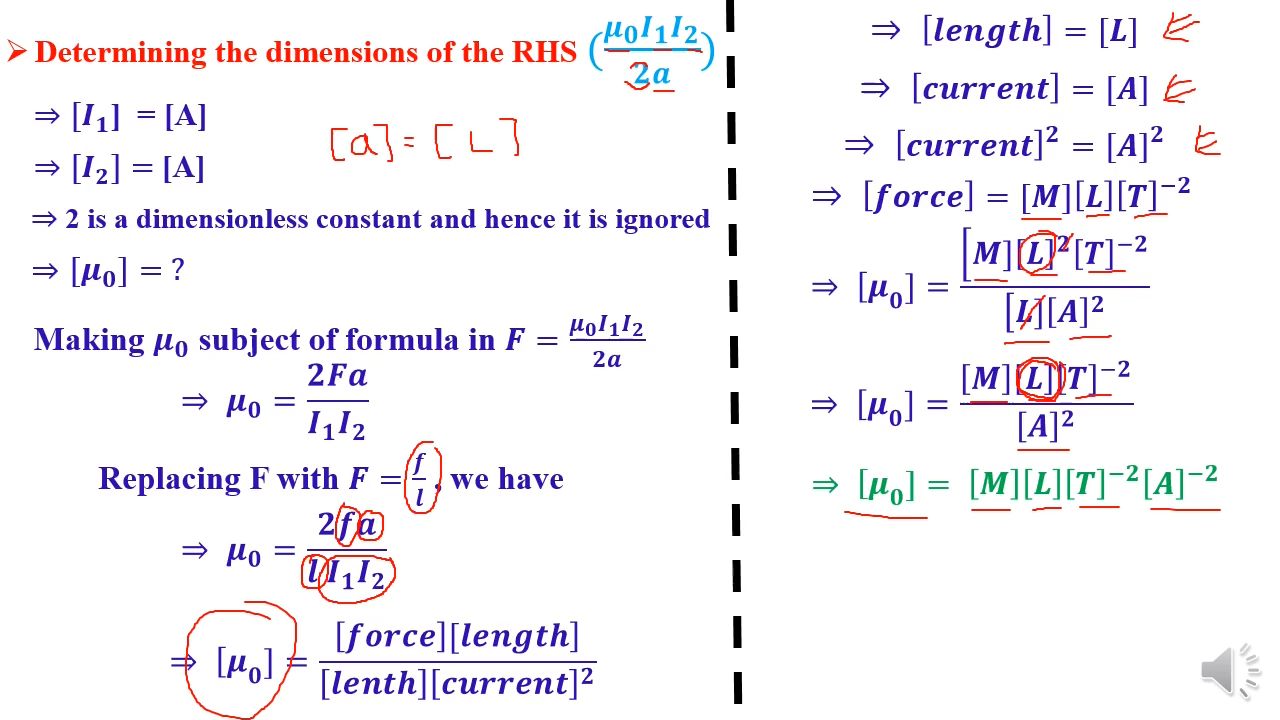 ➢ Determining the dimensions of the RHS (μ₀I₁I₂/2a)
⇒ [I₁] = [A]
[a] = [L]
⇒ [I₂] = [A]
⇒ 2 is a dimensionless constant and hence it is ignored
⇒ [μ₀] = ?
Making μ₀ subject of formula in F = μ₀I₁I₂/2a
⇒ μ₀ = 2Fa/I₁I₂
Replacing F with F = f/l, we have
⇒ μ₀ = 2fa/lI₁I₂
⇒ [μ₀] = [force][length]/[lenth][current]²
⇒ [length] = [L]
⇒ [current] = [A]
⇒ [current]² = [A]²
⇒ [force] = [M][L][T]⁻²
⇒ [μ₀] = [M][L]²[T]⁻²/[L][A]²
⇒ [μ₀] = [M][L][T]⁻²/[A]²
⇒ [μ₀] = [M][L][T]⁻²[A]⁻²